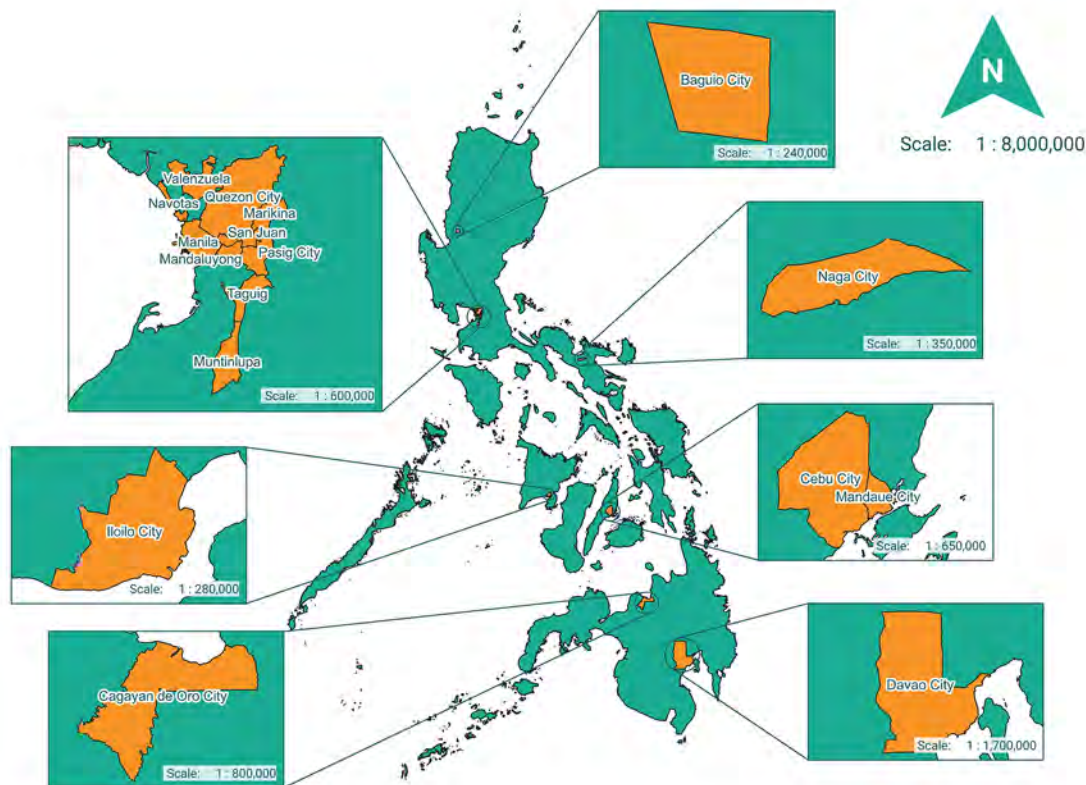 Baguio City
Scale: 1 : 240,000
N
Scale: 1 : 8,000,000
Valenzuela
Navotas
Quezon City
Marikina
San Juan
Manila
Mandaluyong
Pasig City
Taguig
Muntinlupa
Scale: 1 : 600,000
Naga City
Scale: 1 : 350,000
Iloilo City
Scale: 1 : 280,000
Cebu City
Mandaue City
Scale: 1 : 650,000
Cagayan de Oro City
Scale: 1 : 800,000
Davao City
Scale: 1 : 1,700,000